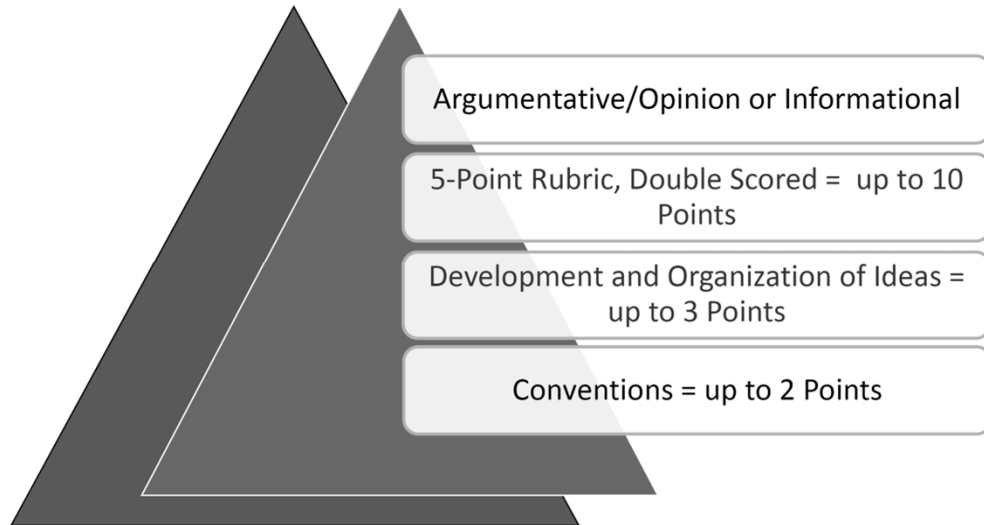 Argumentative/Opinion or Informational
5-Point Rubric, Double Scored = up to 10
Points
Development and Organization of Ideas =
up to 3 Points
Conventions = up to 2 Points